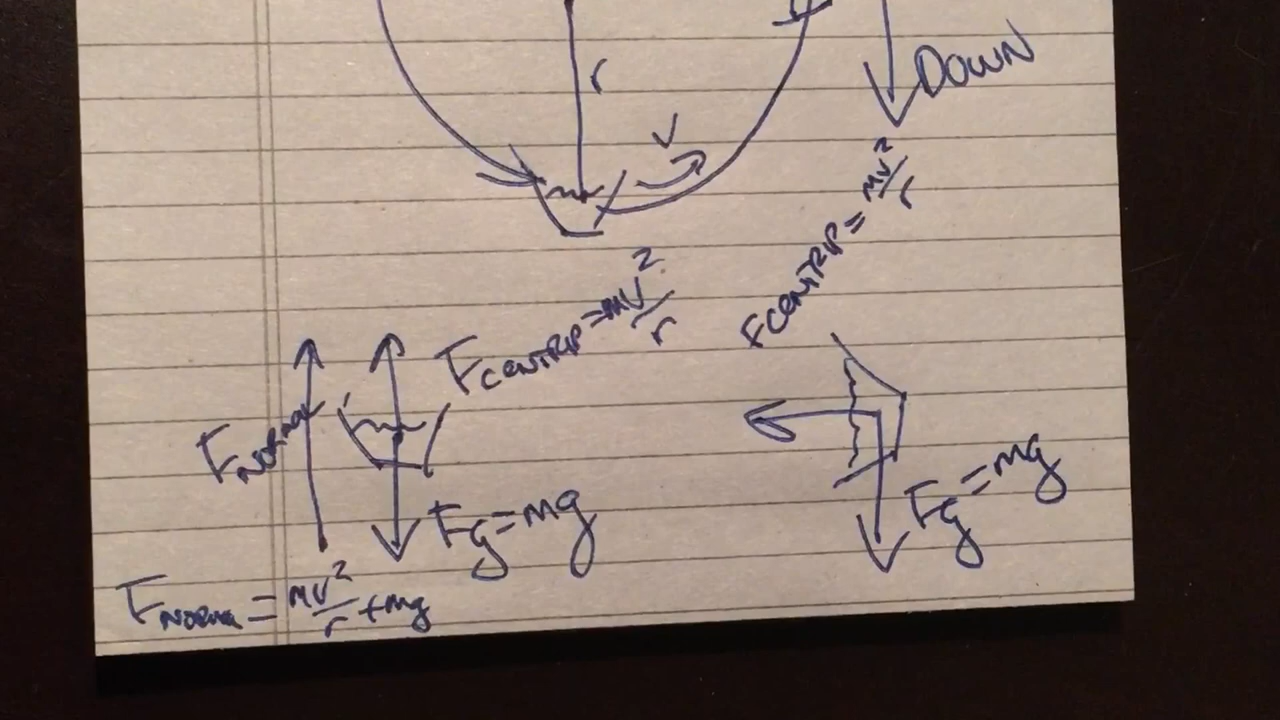 r
V
DOWN
FCENTRIP = mv²/r
FCENTRIP = mv²/r
FNORMAL
Fg = mg
Fg = mg
FNORMAL = mv²/r + mg